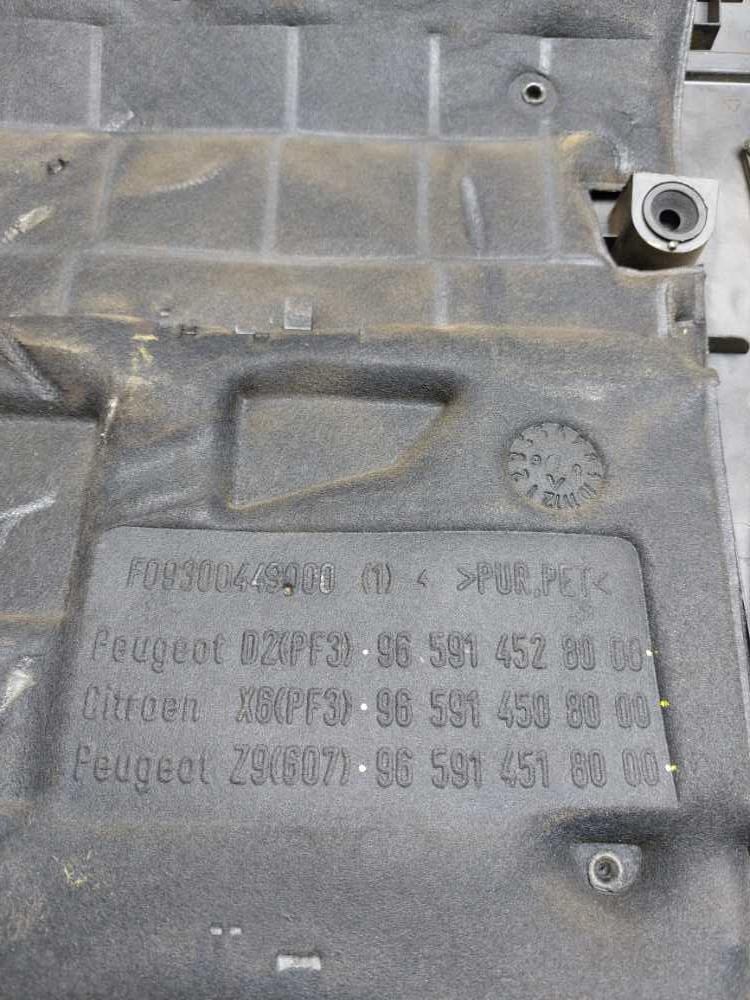 F09300449000 (1) 4 >PUR.PET<
Peugeot D2(PF3) · 96 591 452 80 00 ·
Citroen X6(PF3) · 96 591 450 80 00 ·
Peugeot Z9(607) · 96 591 451 80 00 ·